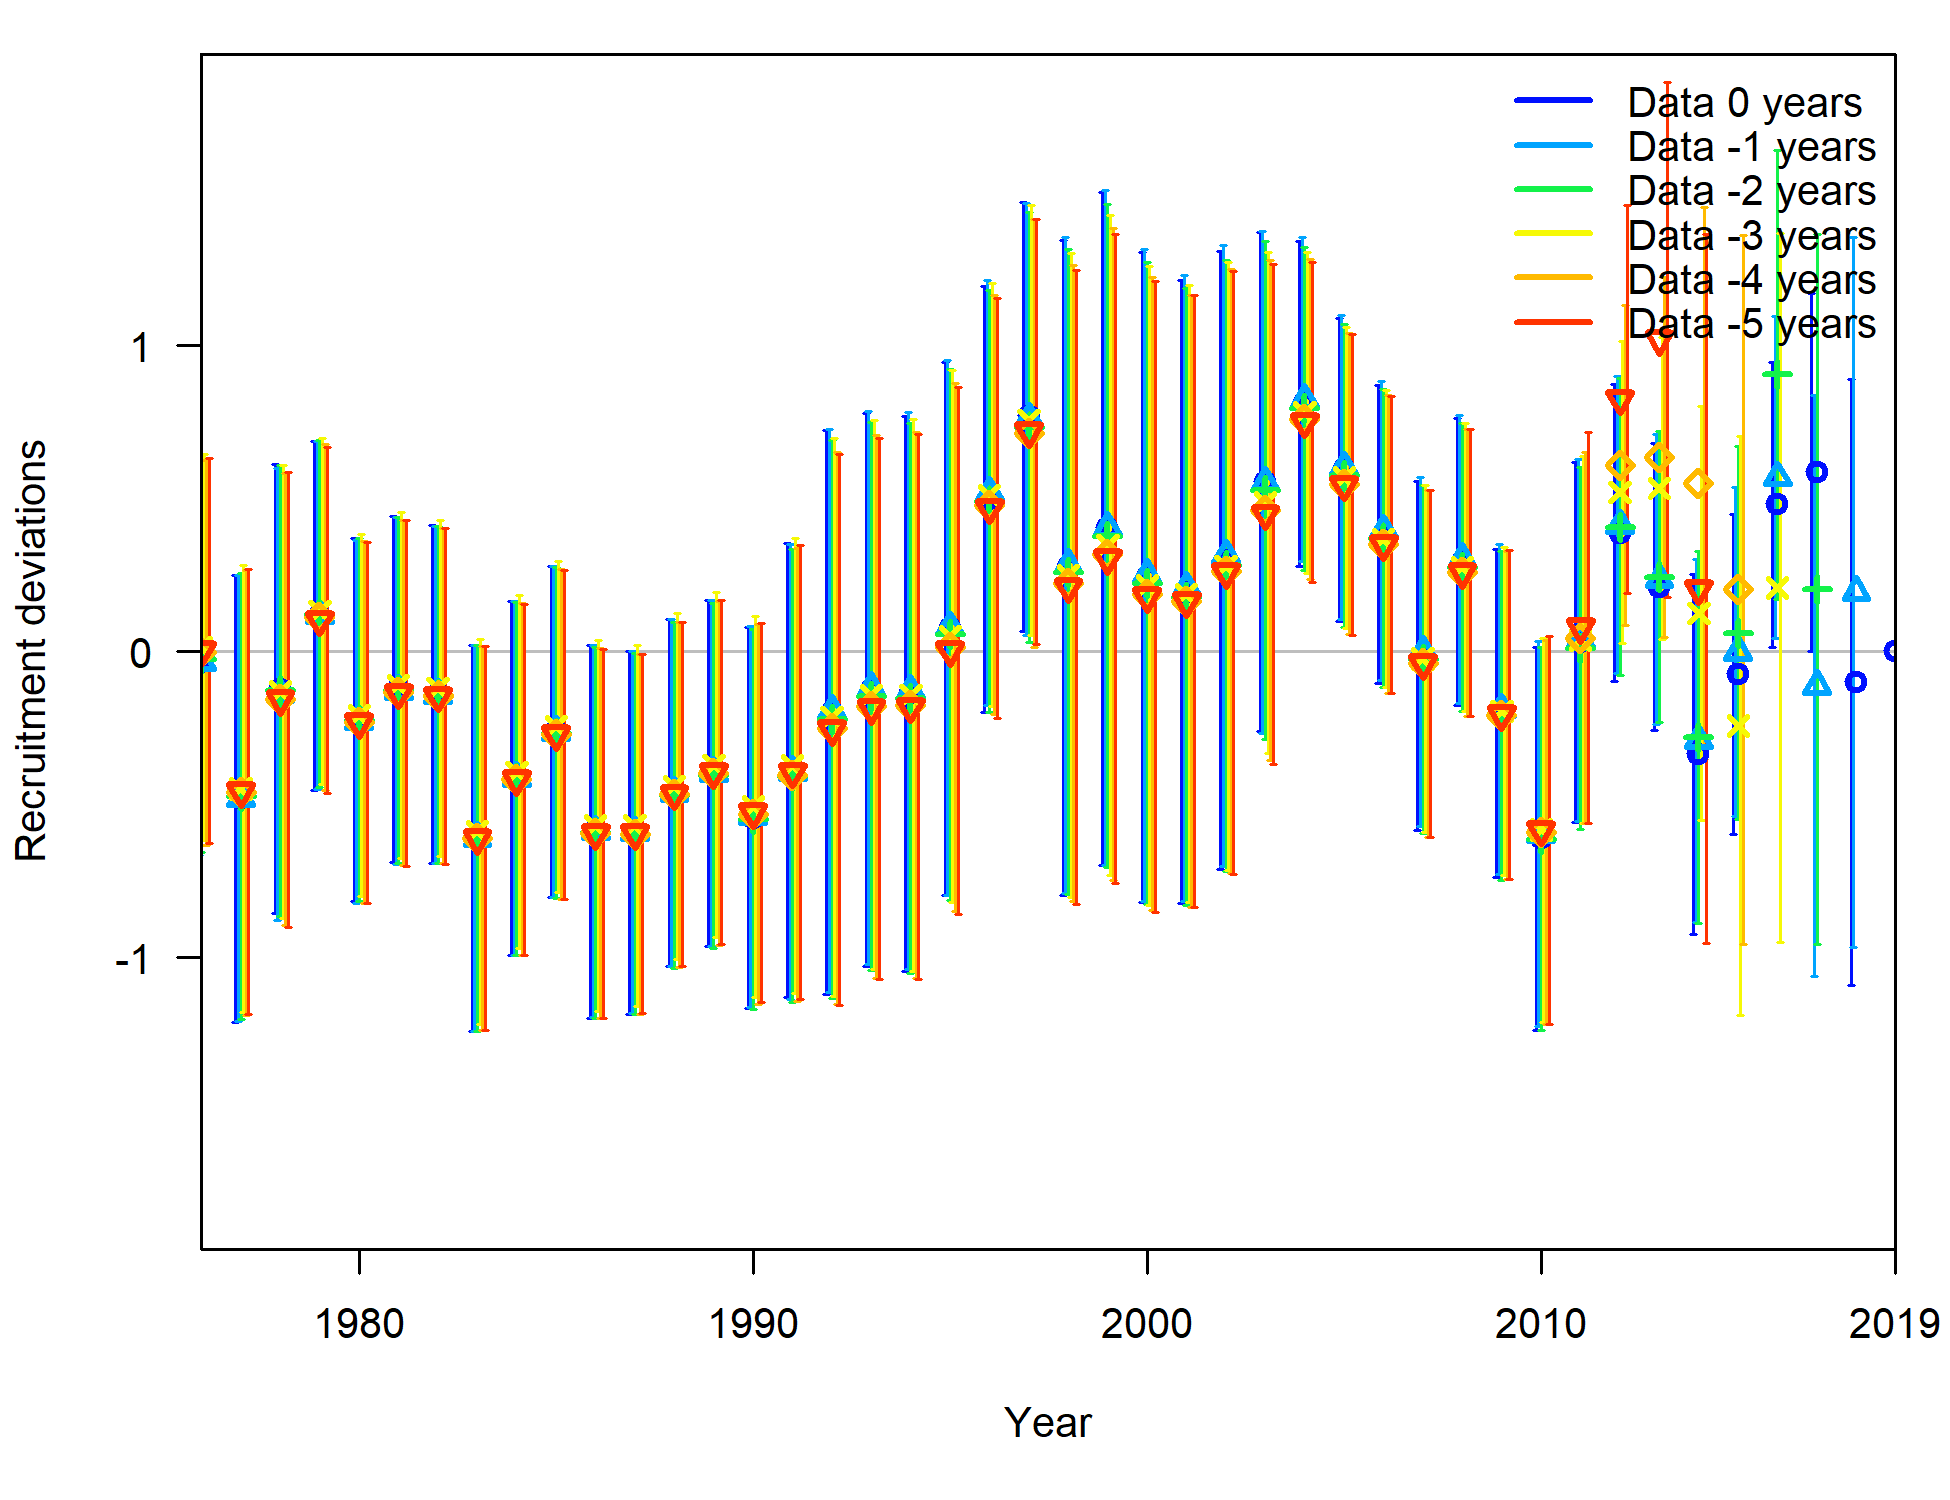 Data 0 years
Data -1 years
Data -2 years
Data -3 years
Data -4 years
Data -5 years
1
0
-1
Recruitment deviations
1980
1990
2000
2010
2019
Year